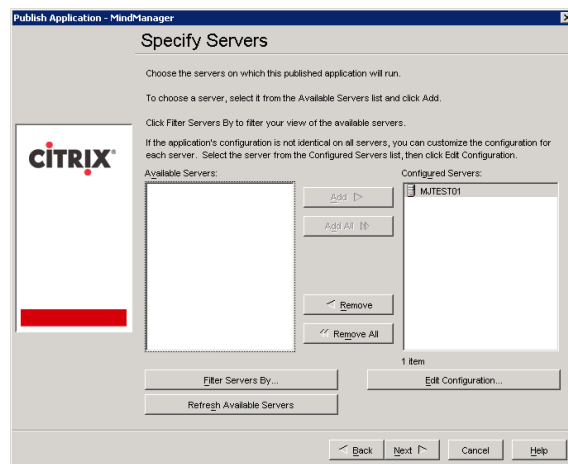 Publish Application - MindManager
Specify Servers
Choose the servers on which this published application will run.
To choose a server, select it from the Available Servers list and click Add.
Click Filter Servers By to filter your view of the available servers.
If the application's configuration is not identical on all servers, you can customize the configuration for
each server. Select the server from the Configured Servers list, then click Edit Configuration.
CITRIX
Available Servers:
Configured Servers:
MJTEST01
Add
Add All
Remove
Remove All
1 item
Filter Servers By...
Edit Configuration...
Refresh Available Servers
Back
Next
Cancel
Help